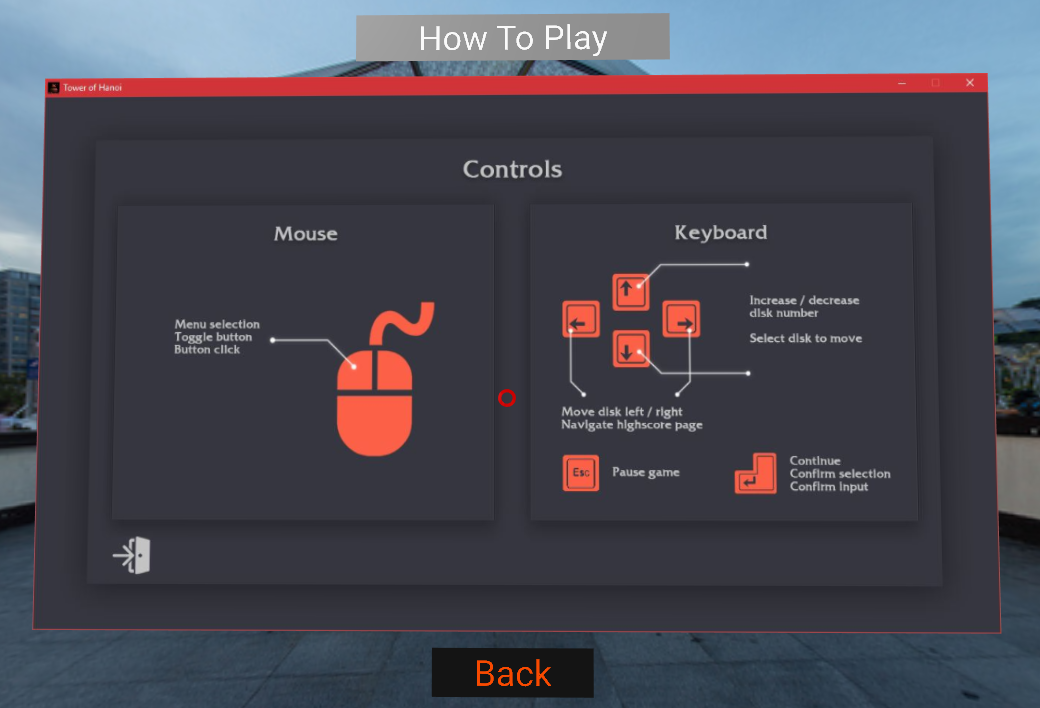 How To Play
Tower of Hanoi
Controls
Mouse
Menu selection
Toggle button
Button click
Keyboard
Increase / decrease
disk number
Select disk to move
Move disk left / right
Navigate highscore page
Esc
Pause game
Continue
Confirm selection
Confirm input
Back